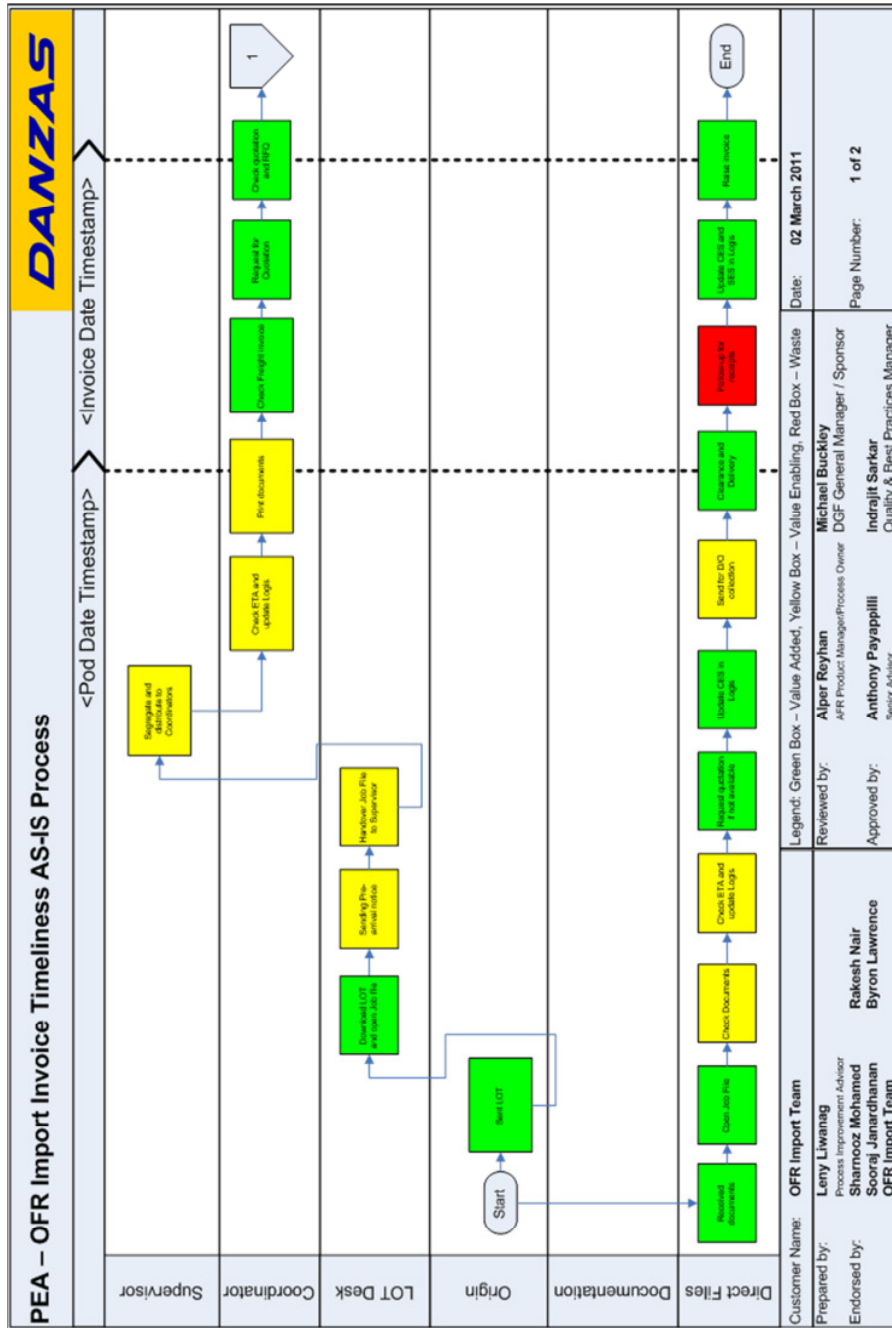 PEA – OFR Import Invoice Timeliness AS-IS Process
DANZAS
<Pod Date Timestamp>
<Invoice Date Timestamp>
Supervisor
Segregate and
distribute to
Coordinators
Coordinator
Check ETA and
update Logis
Print documents
Check Freight invoice
Request for
Quotation
Check quotation
and RFQ
1
LOT Desk
Download LOT
and open Job file
Sending Pre-
arrival notice
Handover Job File
to Supervisor
Origin
Start
Sent LOT
Documentation
Direct Files
Received
documents
Open Job File
Check Documents
Check ETA and
update Logis
Request quotation
if not available
Update CES in
Logis
Send for D/O
collection
Clearance and
Delivery
Follow-up for
receipts
Update CES and
SES in Logis
Raise invoice
End
Customer Name: OFR Import Team
Legend: Green Box – Value Added, Yellow Box – Value Enabling, Red Box – Waste
Date: 02 March 2011
Prepared by: Leny Liwanag
Process Improvement Advisor
Reviewed by: Alper Reyhan
AFR Product Manager/Process Owner
Michael Buckley
DGF General Manager / Sponsor
Page Number: 1 of 2
Endorsed by: Sharnooz Mohamed
Rakesh Nair
Sooraj Janardhanan
Byron Lawrence
OFR Import Team
Approved by: Anthony Payappilli
Senior Advisor
Indrajit Sarkar
Quality & Best Practices Manager